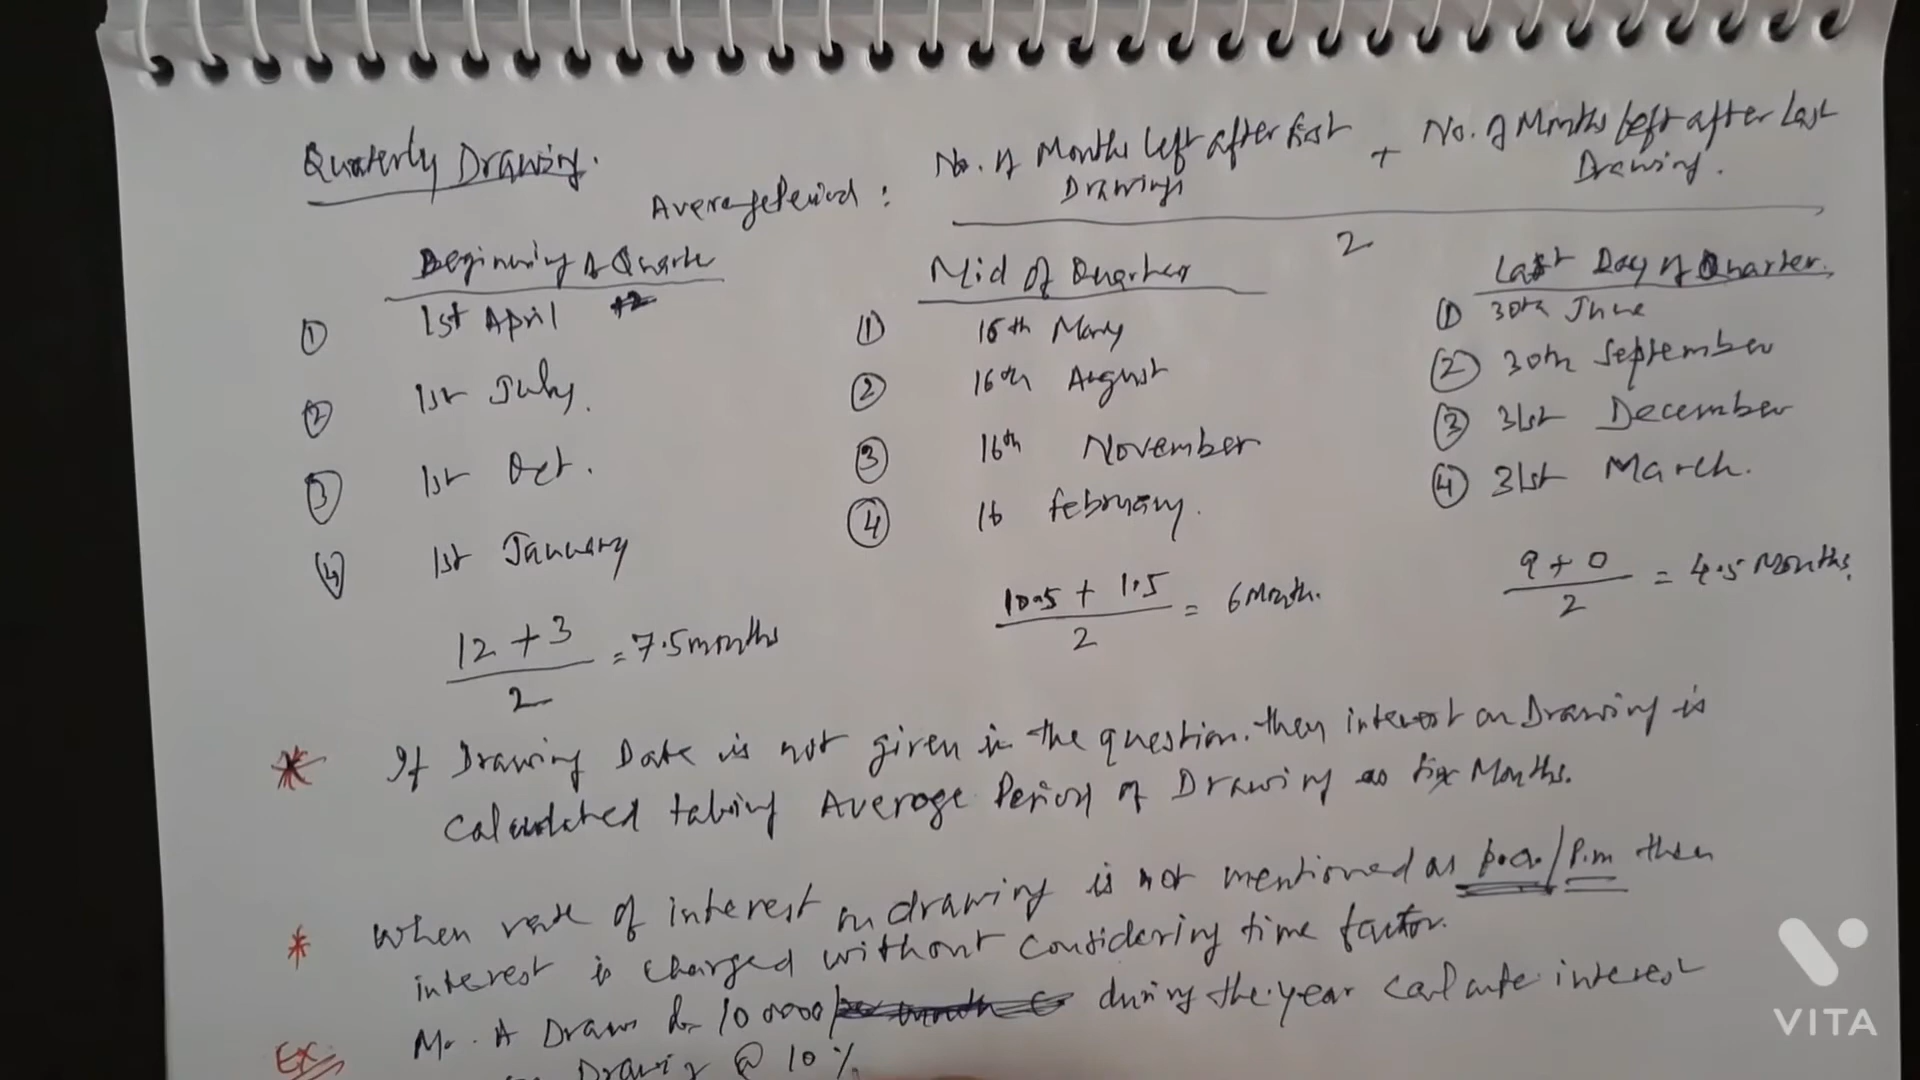 Quaterly Drawing.
Average Period : No. of Months left after first Drawings + No. of Months left after Last Drawing.
2
Beginning of Quarter
① 1st April
② 1st July.
③ 1st Oct.
④ 1st January
12 + 3 / 2 = 7.5 months
Mid of Quarter
① 16th May
② 16th August
③ 16th November
④ 16 february.
10.5 + 1.5 / 2 = 6 Month.
Last Day of Quarter.
① 30th June
② 30th September
③ 31st December
④ 31st March.
9 + 0 / 2 = 4.5 Months.
* If Drawing Date is not given in the question. then interest on Drawing is
Calculated taking Average Period of Drawing as Six Months.
* When rate of interest on drawing is not mentioned as p.a./P.m then
interest is charged without Considering time factor.
Ex. Mr. A Draws 100000/ during the year interest
Drawing @ 10%
VITA